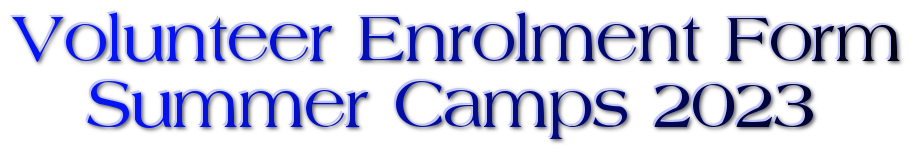 Volunteer Enrolment Form
Summer Camps 2023